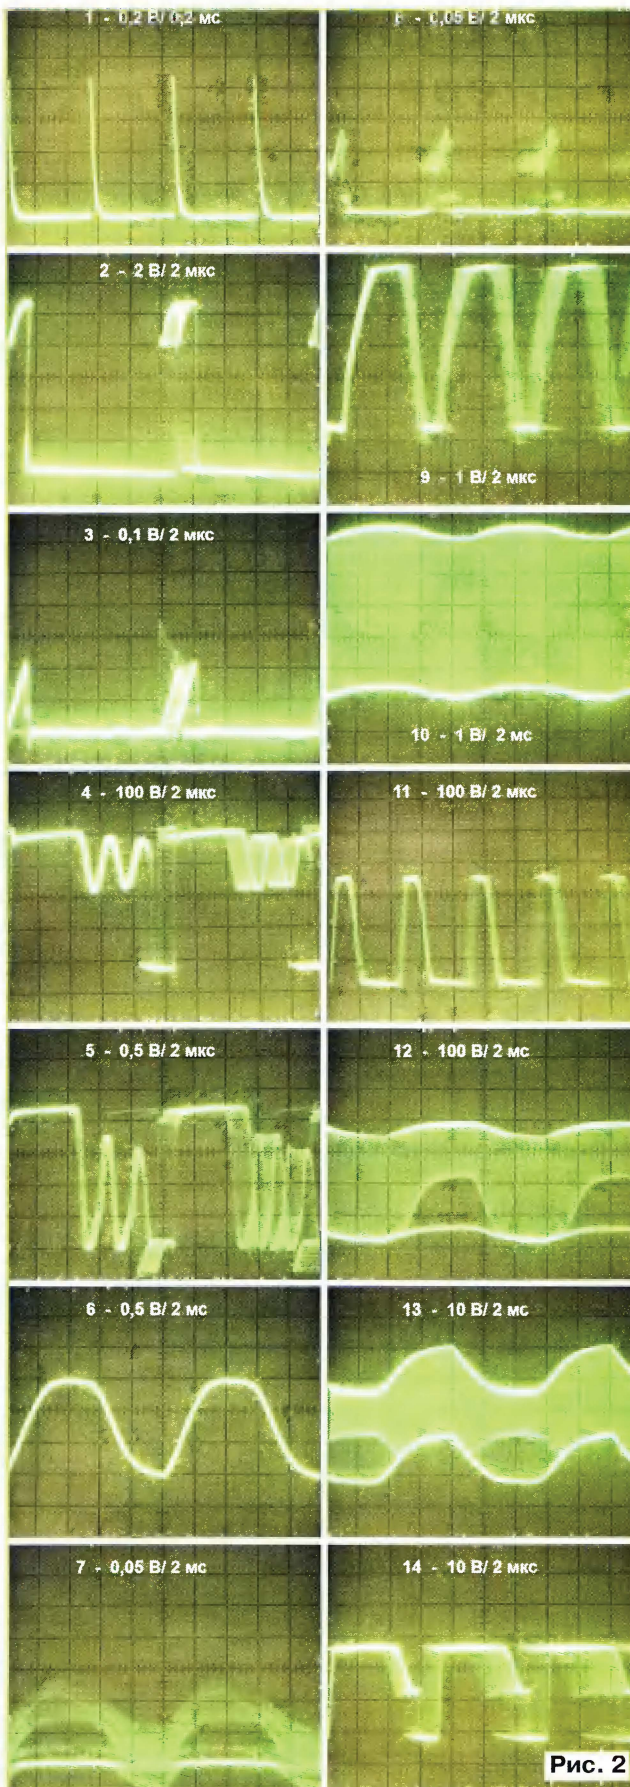 1 - 0,2 В/ 0,2 мс
2 - 2 В/ 2 мкс
3 - 0,1 В/ 2 мкс
4 - 100 В/ 2 мкс
5 - 0,5 В/ 2 мкс
6 - 0,5 В/ 2 мс
7 - 0,05 В/ 2 мс
- 0,05 В/ 2 мкс
9 - 1 В/ 2 мкс
10 - 1 В/ 2 мс
11 - 100 В/ 2 мкс
12 - 100 В/ 2 мс
13 - 10 В/ 2 мс
14 - 10 В/ 2 мкс
Рис. 2